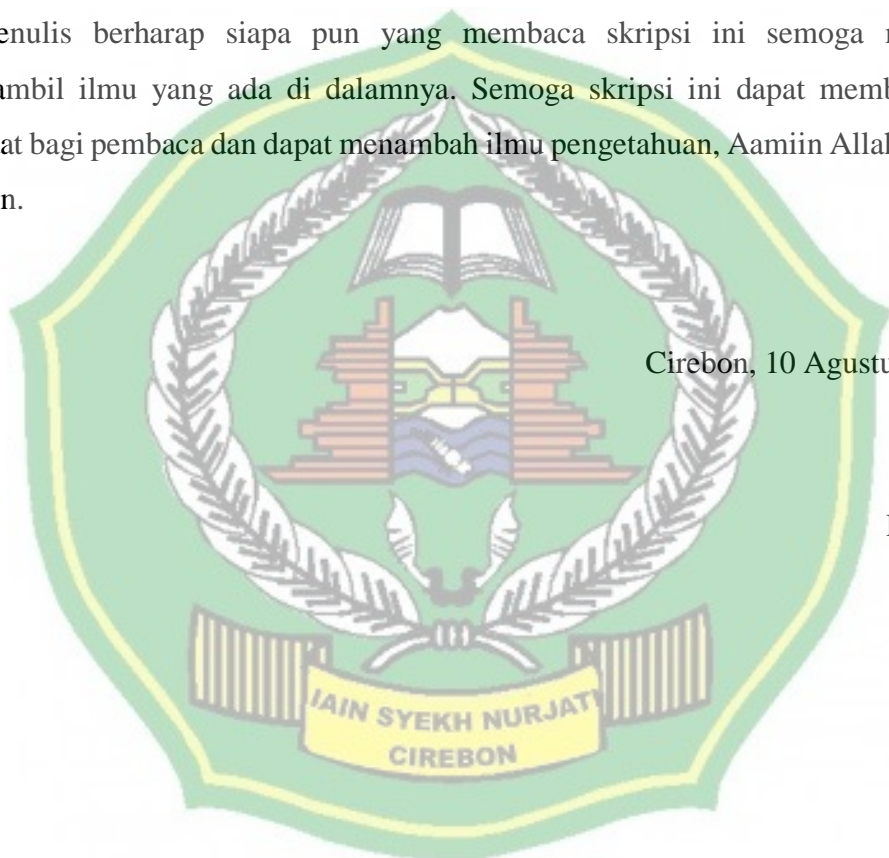 enulis berharap siapa pun yang membaca skripsi ini semoga
ambil ilmu yang ada di dalamnya. Semoga skripsi ini dapat memb
at bagi pembaca dan dapat menambah ilmu pengetahuan, Aamiin Allah
n.
Cirebon, 10 Agustu
IAIN SYEKH NURJATI
CIREBON